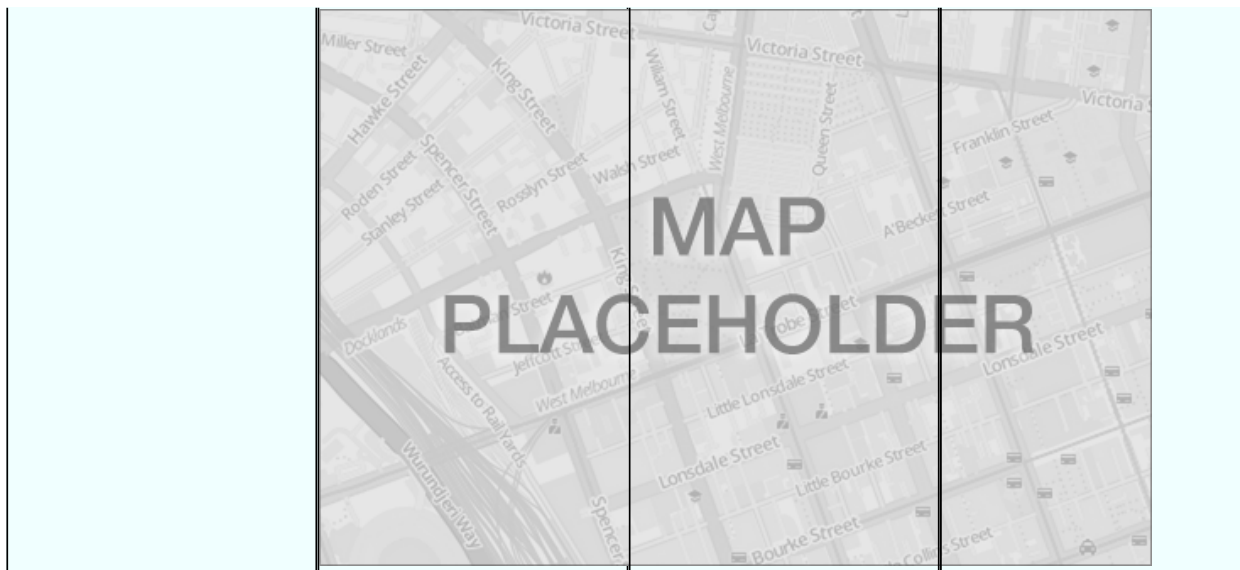 Victoria Street
Victoria Street
Miller Street
Hawke Street
King Street
William Street
West Melbourne
Queen Street
Victoria S
Franklin Street
Spencer Street
Roden Street
Stanley Street
Rosslyn Street
Walsh Street
A'Beckett Street
MAP
PLACEHOLDER
Docklands
Jeffcott Street
Lonsdale Street
Access to Rail Yards
West Melbourne
Little Lonsdale Street
Wurundjeri Way
Lonsdale Street
Little Bourke Street
Spencer
Bourke Street
Collins Street